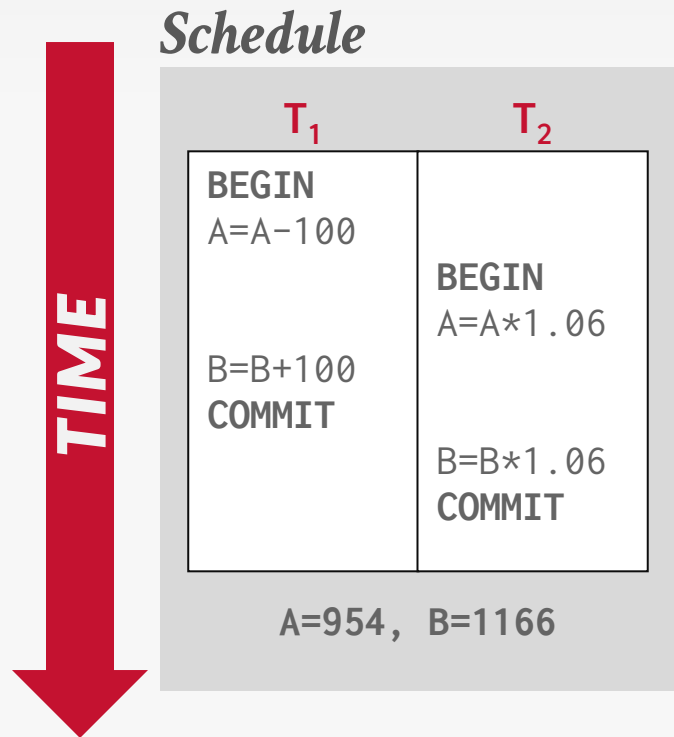 Schedule
TIME
T₁ T₂
BEGIN
A=A-100
BEGIN
A=A*1.06
B=B+100
COMMIT
B=B*1.06
COMMIT
A=954, B=1166